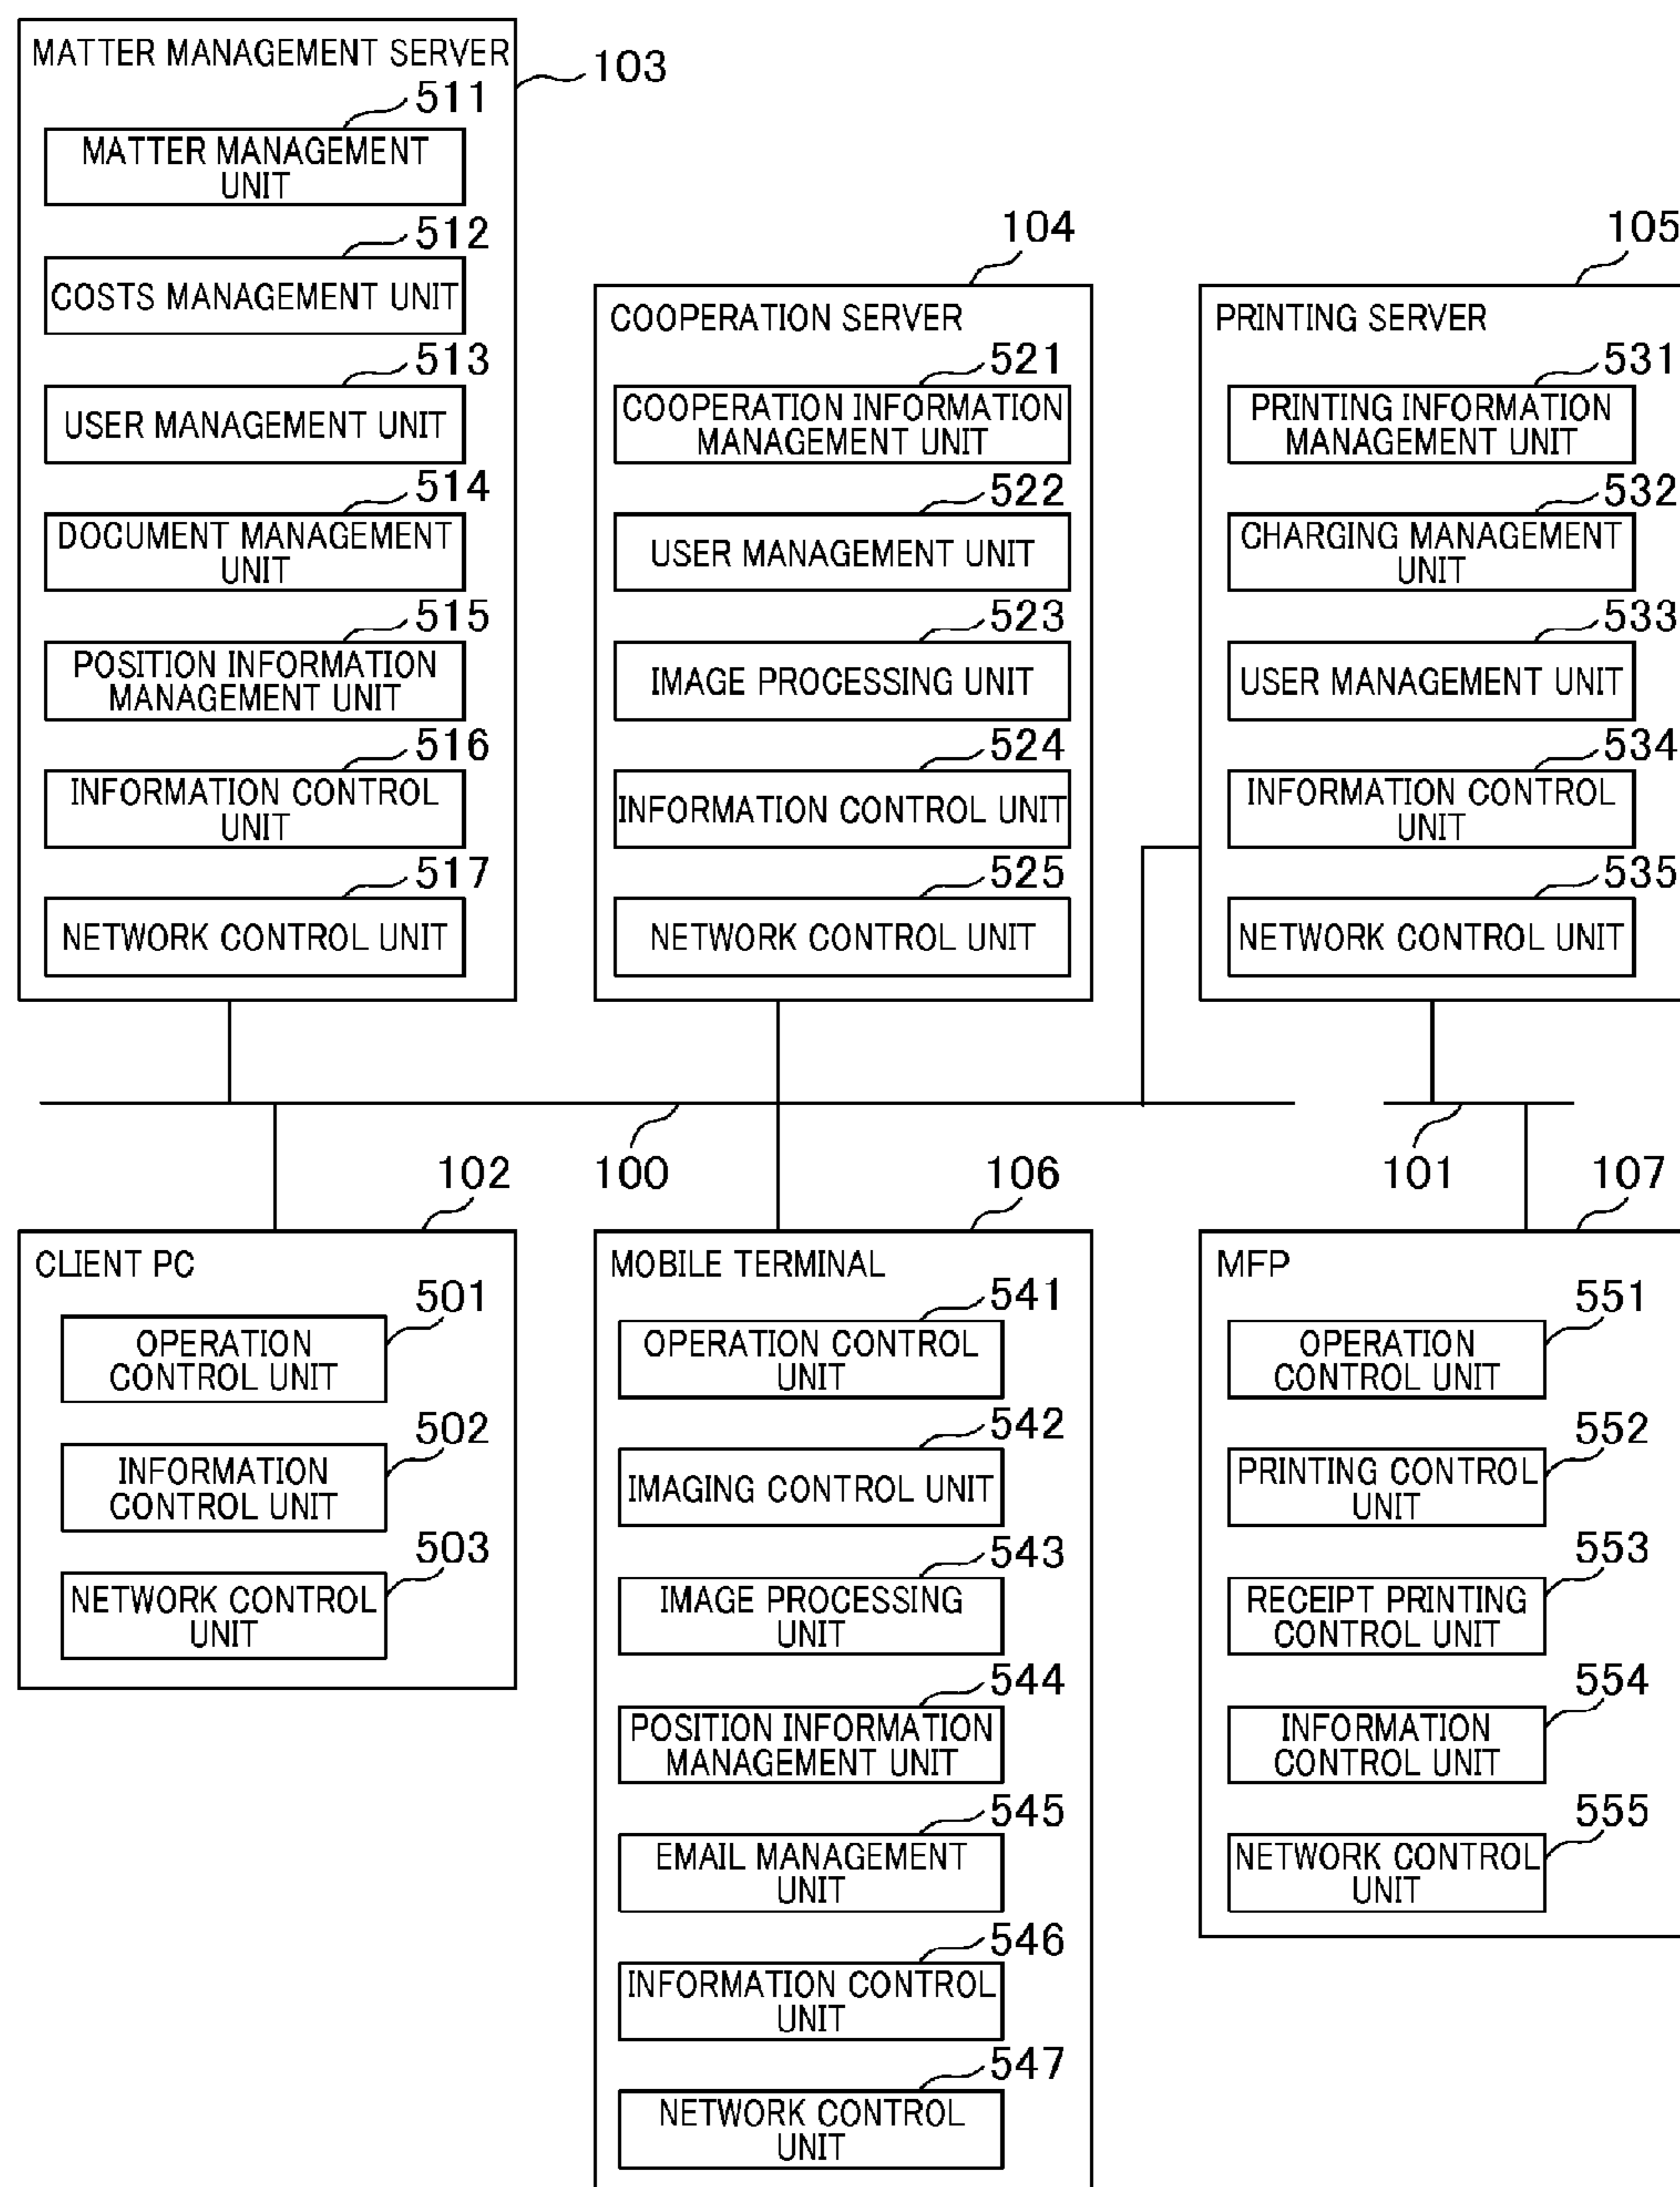 MATTER MANAGEMENT SERVER
103
511
MATTER MANAGEMENT
UNIT
512
COSTS MANAGEMENT UNIT
513
USER MANAGEMENT UNIT
514
DOCUMENT MANAGEMENT
UNIT
515
POSITION INFORMATION
MANAGEMENT UNIT
516
INFORMATION CONTROL
UNIT
517
NETWORK CONTROL UNIT
104
COOPERATION SERVER
521
COOPERATION INFORMATION
MANAGEMENT UNIT
522
USER MANAGEMENT UNIT
523
IMAGE PROCESSING UNIT
524
INFORMATION CONTROL UNIT
525
NETWORK CONTROL UNIT
105
PRINTING SERVER
531
PRINTING INFORMATION
MANAGEMENT UNIT
532
CHARGING MANAGEMENT
UNIT
533
USER MANAGEMENT UNIT
534
INFORMATION CONTROL
UNIT
535
NETWORK CONTROL UNIT
100
101
102
CLIENT PC
501
OPERATION
CONTROL UNIT
502
INFORMATION
CONTROL UNIT
503
NETWORK CONTROL
UNIT
106
MOBILE TERMINAL
541
OPERATION CONTROL
UNIT
542
IMAGING CONTROL UNIT
543
IMAGE PROCESSING
UNIT
544
POSITION INFORMATION
MANAGEMENT UNIT
545
EMAIL MANAGEMENT
UNIT
546
INFORMATION CONTROL
UNIT
547
NETWORK CONTROL
UNIT
107
MFP
551
OPERATION
CONTROL UNIT
552
PRINTING CONTROL
UNIT
553
RECEIPT PRINTING
CONTROL UNIT
554
INFORMATION
CONTROL UNIT
555
NETWORK CONTROL
UNIT